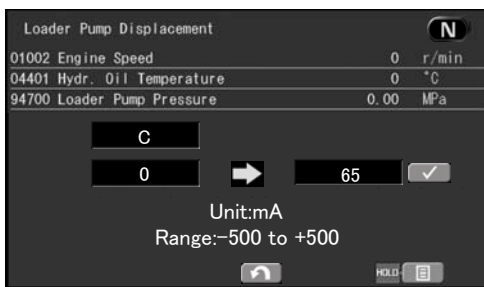 Loader Pump Displacement N
01002 Engine Speed 0 r/min
04401 Hydr. Oil Temperature 0 °C
94700 Loader Pump Pressure 0.00 MPa
C
0 65
Unit:mA
Range:−500 to +500
HOLD